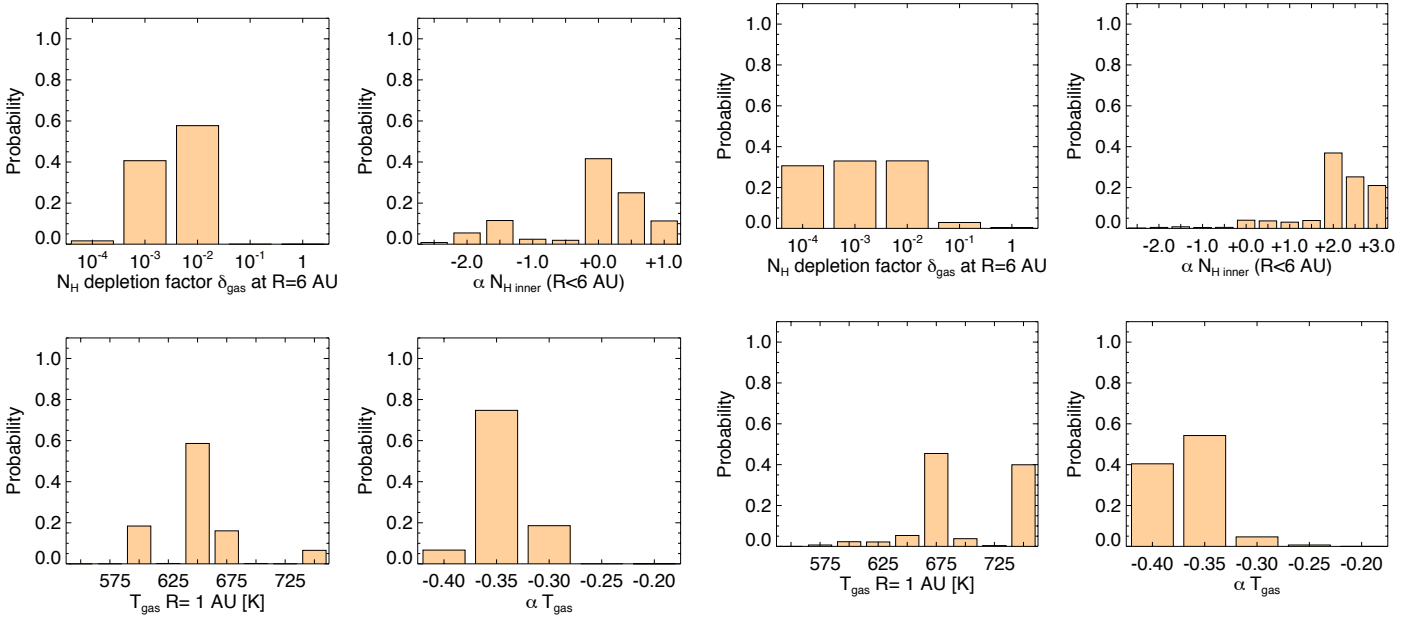 1.0
0.8
0.6
0.4
0.2
0.0
Probability
10⁻⁴ 10⁻³ 10⁻² 10⁻¹ 1
N_H depletion factor δ_gas at R=6 AU
1.0
0.8
0.6
0.4
0.2
0.0
Probability
-2.0 -1.0 +0.0 +1.0
α N_H inner (R<6 AU)
1.0
0.8
0.6
0.4
0.2
0.0
Probability
10⁻⁴ 10⁻³ 10⁻² 10⁻¹ 1
N_H depletion factor δ_gas at R=6 AU
1.0
0.8
0.6
0.4
0.2
0.0
Probability
-2.0 -1.0 +0.0 +1.0 +2.0 +3.0
α N_H inner (R<6 AU)
1.0
0.8
0.6
0.4
0.2
0.0
Probability
575 625 675 725
T_gas R= 1 AU [K]
1.0
0.8
0.6
0.4
0.2
0.0
Probability
-0.40 -0.35 -0.30 -0.25 -0.20
α T_gas
1.0
0.8
0.6
0.4
0.2
0.0
Probability
575 625 675 725
T_gas R= 1 AU [K]
1.0
0.8
0.6
0.4
0.2
0.0
Probability
-0.40 -0.35 -0.30 -0.25 -0.20
α T_gas